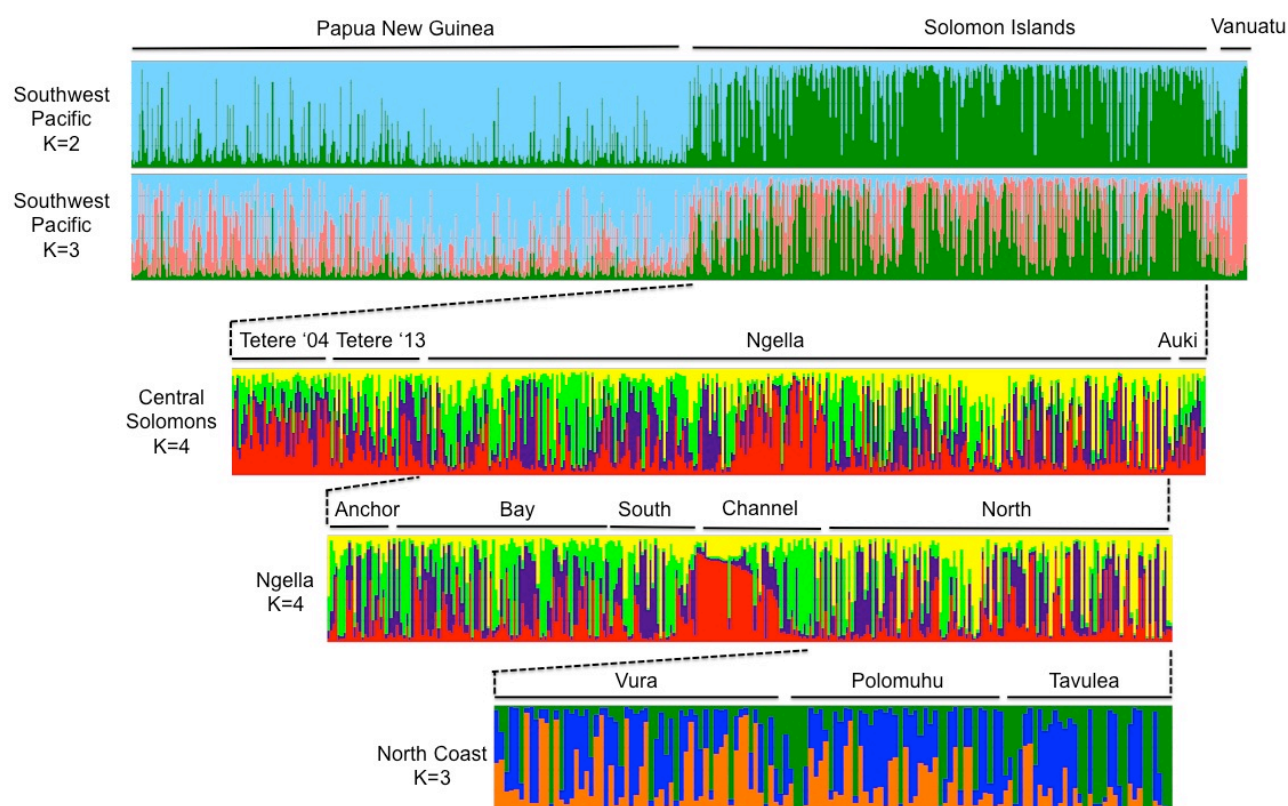 Papua New Guinea
Solomon Islands
Vanuatu
Southwest
Pacific
K=2
Southwest
Pacific
K=3
Tetere ‘04
Tetere ‘13
Ngella
Auki
Central
Solomons
K=4
Anchor
Bay
South
Channel
North
Ngella
K=4
Vura
Polomuhu
Tavulea
North Coast
K=3